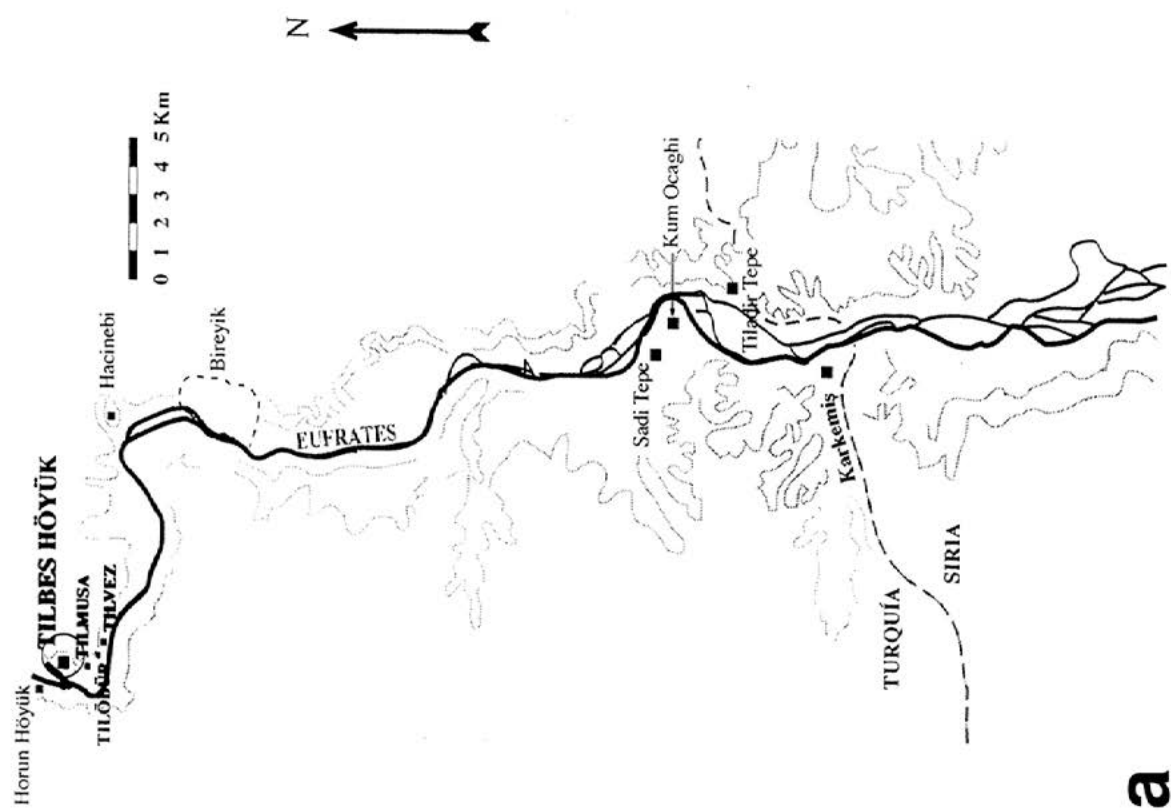 N
0 1 2 3 4 5 Km
Horun Höyük
TILBES HÖYÜK
TILMUSA
TILÖBÜR
TILVEZ
Hacinebi
Bireyik
EUFRATES
Sadi Tepe
Kum Ocaghi
Tiladir Tepe
Karkemiş
TURQUÍA
SIRIA
a